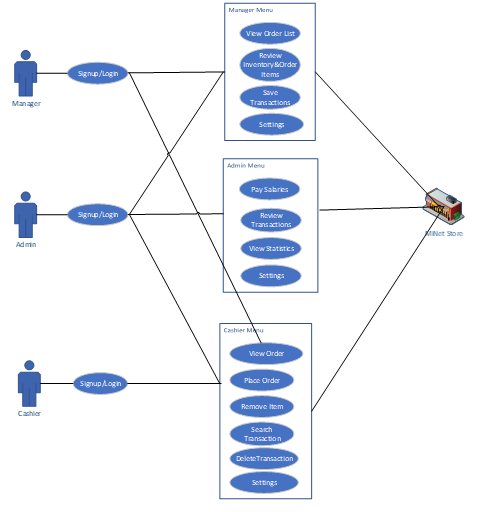 Manager Menu
View Order List
Review
Inventory&Order
Items
Save
Transactions
Settings
Signup/Login
Manager
Admin Menu
Pay Salaries
Review
Transactions
View Statistics
Settings
Signup/Login
Admin
MiNet Store
Cashier Menu
View Order
Place Order
Remove Item
Search
Transaction
DeleteTransaction
Settings
Signup/Login
Cashier